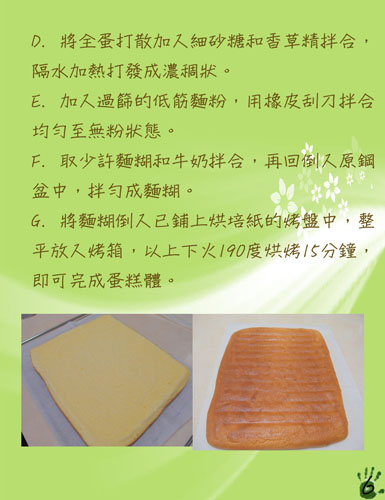 D. 將全蛋打散加入細砂糖和香草精拌合，
隔水加熱打發成濃稠狀。
E. 加入過篩的低筋麵粉，用橡皮刮刀拌合
均勻至無粉狀態。
F. 取少許麵糊和牛奶拌合，再回倒入原鋼
盆中，拌勻成麵糊。
G. 將麵糊倒入已鋪上烘培紙的烤盤中，整
平放入烤箱，以上下火190度烘烤15分鐘，
即可完成蛋糕體。
6.